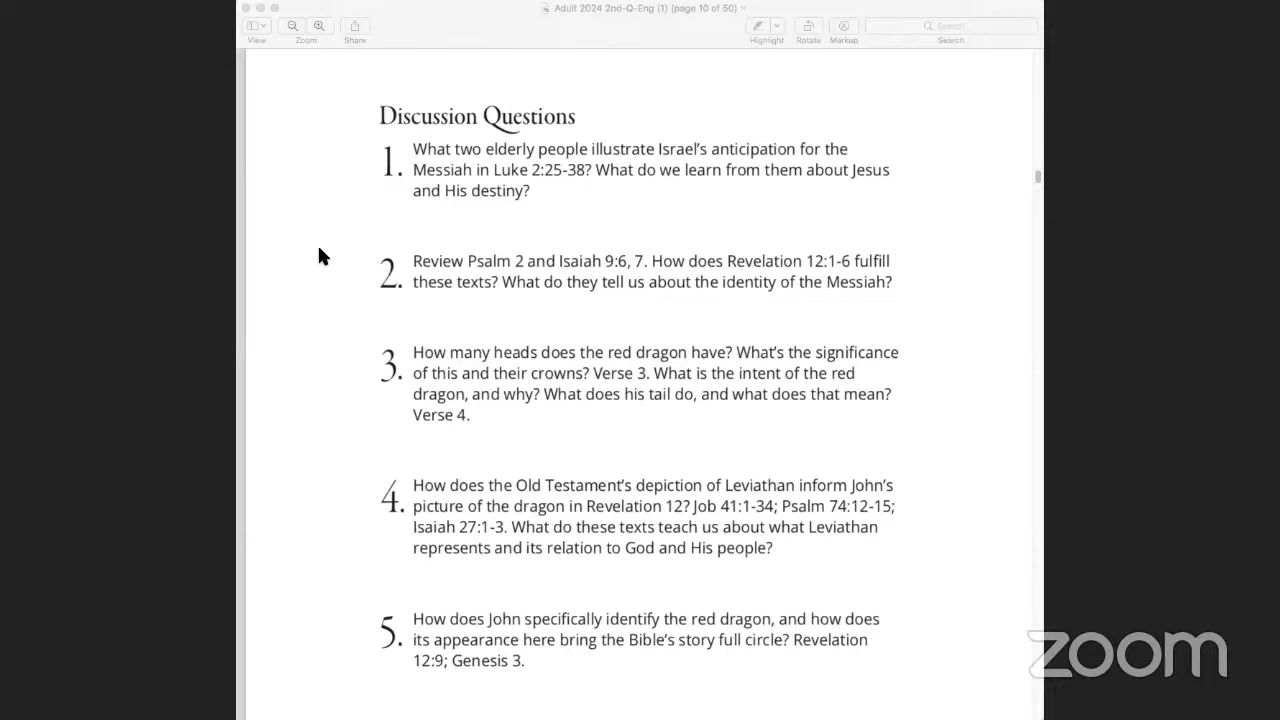 Adult 2024 2nd-Q-Eng (1) (page 10 of 50)
View Zoom Share Highlight Rotate Markup Search
Search
Discussion Questions
1. What two elderly people illustrate Israel’s anticipation for the
Messiah in Luke 2:25-38? What do we learn from them about Jesus
and His destiny?
2. Review Psalm 2 and Isaiah 9:6, 7. How does Revelation 12:1-6 fulfill
these texts? What do they tell us about the identity of the Messiah?
3. How many heads does the red dragon have? What’s the significance
of this and their crowns? Verse 3. What is the intent of the red
dragon, and why? What does his tail do, and what does that mean?
Verse 4.
4. How does the Old Testament’s depiction of Leviathan inform John’s
picture of the dragon in Revelation 12? Job 41:1-34; Psalm 74:12-15;
Isaiah 27:1-3. What do these texts teach us about what Leviathan
represents and its relation to God and His people?
5. How does John specifically identify the red dragon, and how does
its appearance here bring the Bible’s story full circle? Revelation
12:9; Genesis 3.
zoom